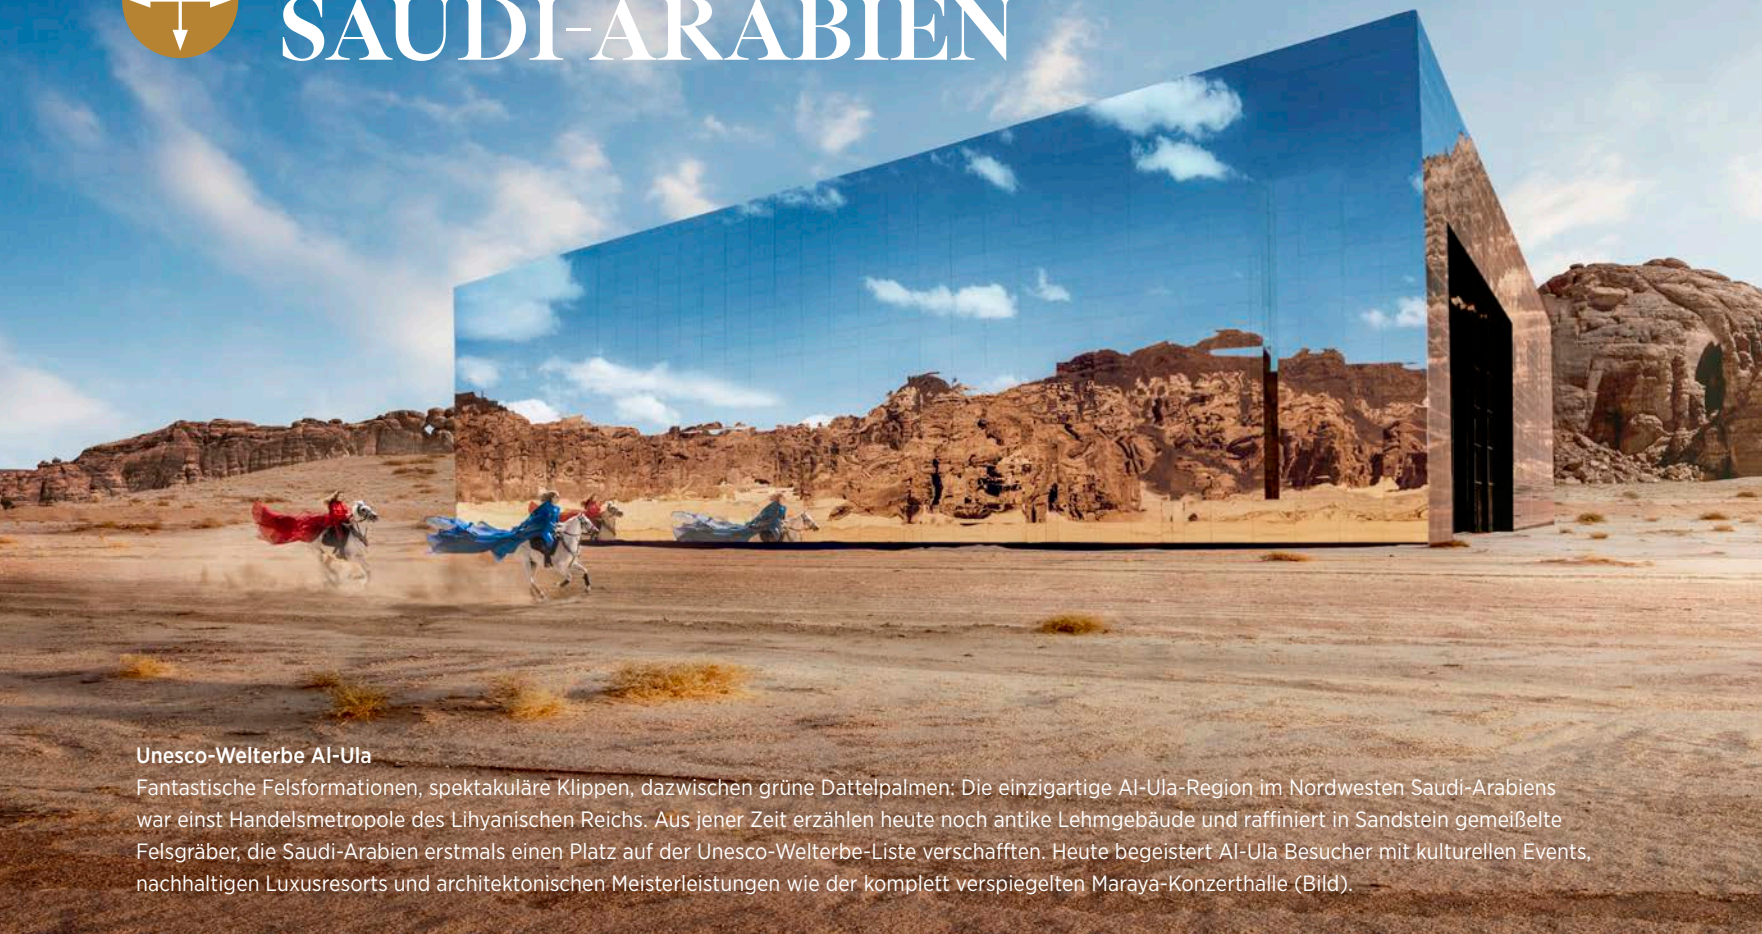 SAUDI-ARABIEN
Unesco-Welterbe Al-Ula
Fantastische Felsformationen, spektakuläre Klippen, dazwischen grüne Dattelpalmen: Die einzigartige Al-Ula-Region im Nordwesten Saudi-Arabiens
war einst Handelsmetropole des Lihyanischen Reichs. Aus jener Zeit erzählen heute noch antike Lehmgebäude und raffiniert in Sandstein gemeißelte
Felsgräber, die Saudi-Arabien erstmals einen Platz auf der Unesco-Welterbe-Liste verschafften. Heute begeistert Al-Ula Besucher mit kulturellen Events,
nachhaltigen Luxusresorts und architektonischen Meisterleistungen wie der komplett verspiegelten Maraya-Konzerthalle (Bild).